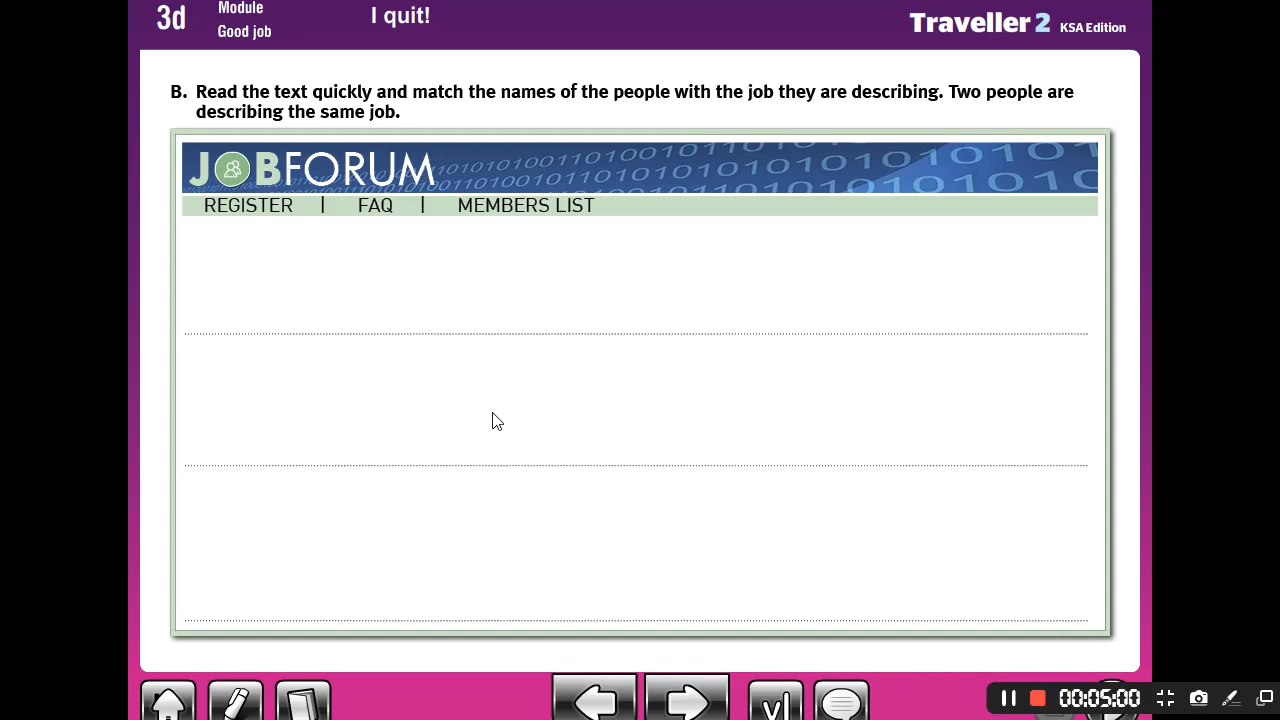 3d
Module
Good job
I quit!
Traveller 2 KSA Edition
B. Read the text quickly and match the names of the people with the job they are describing. Two people are
describing the same job.
JOBFORUM
REGISTER | FAQ | MEMBERS LIST
00:05:00